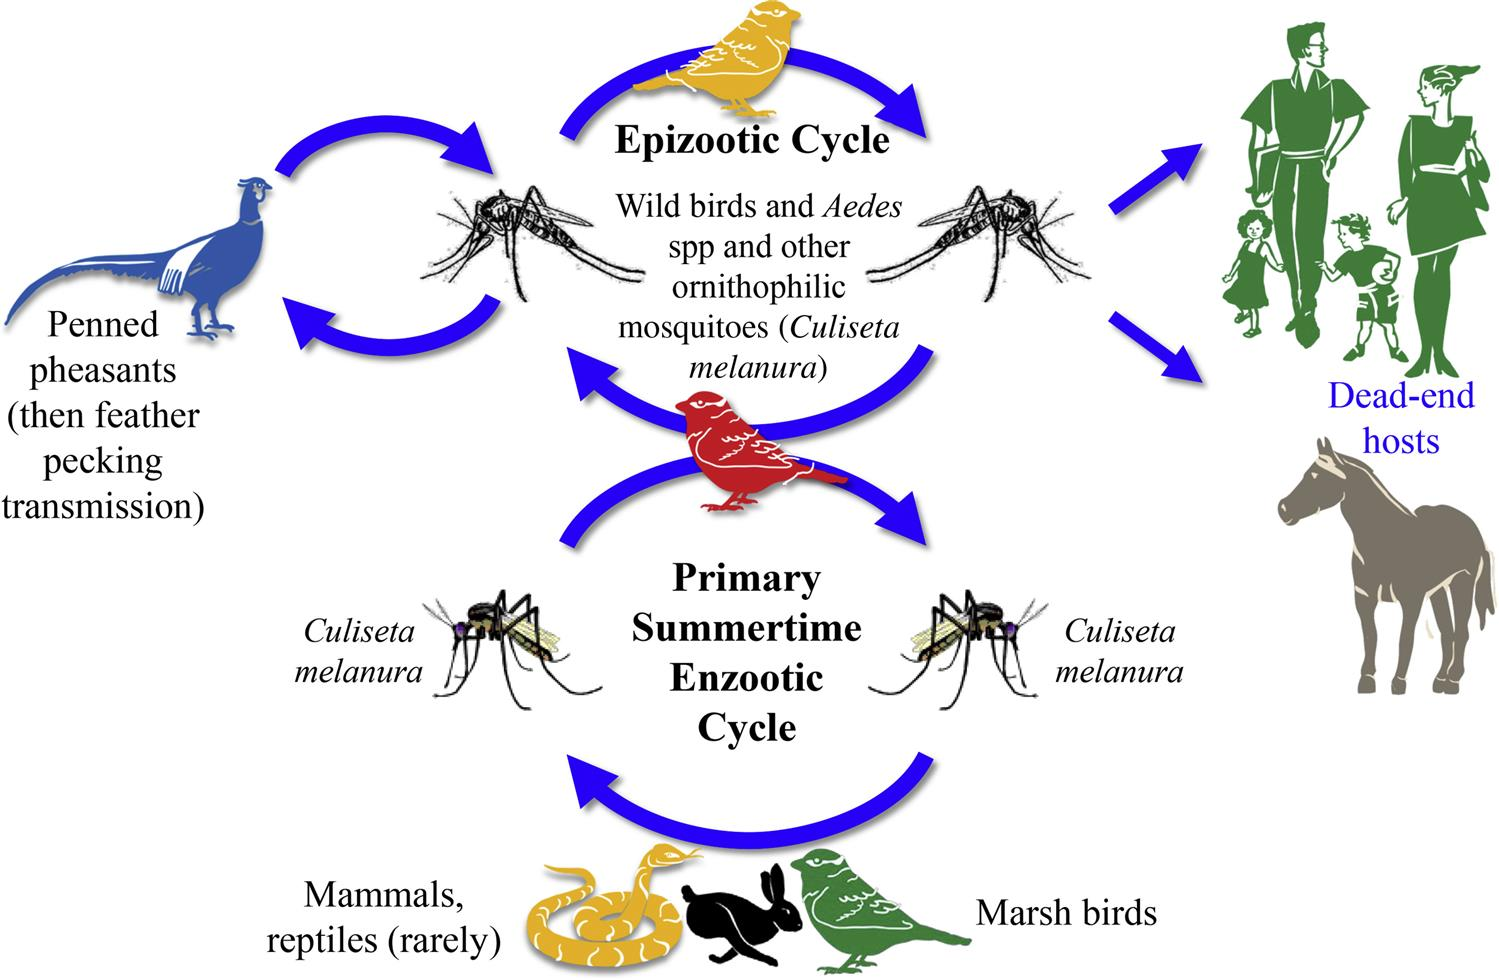 Epizootic Cycle
Wild birds and Aedes
spp and other
ornithophilic
mosquitoes (Culiseta
melanura)
Penned
pheasants
(then feather
pecking
transmission)
Dead-end
hosts
Primary
Summertime
Enzootic
Cycle
Culiseta
melanura
Culiseta
melanura
Mammals,
reptiles (rarely)
Marsh birds